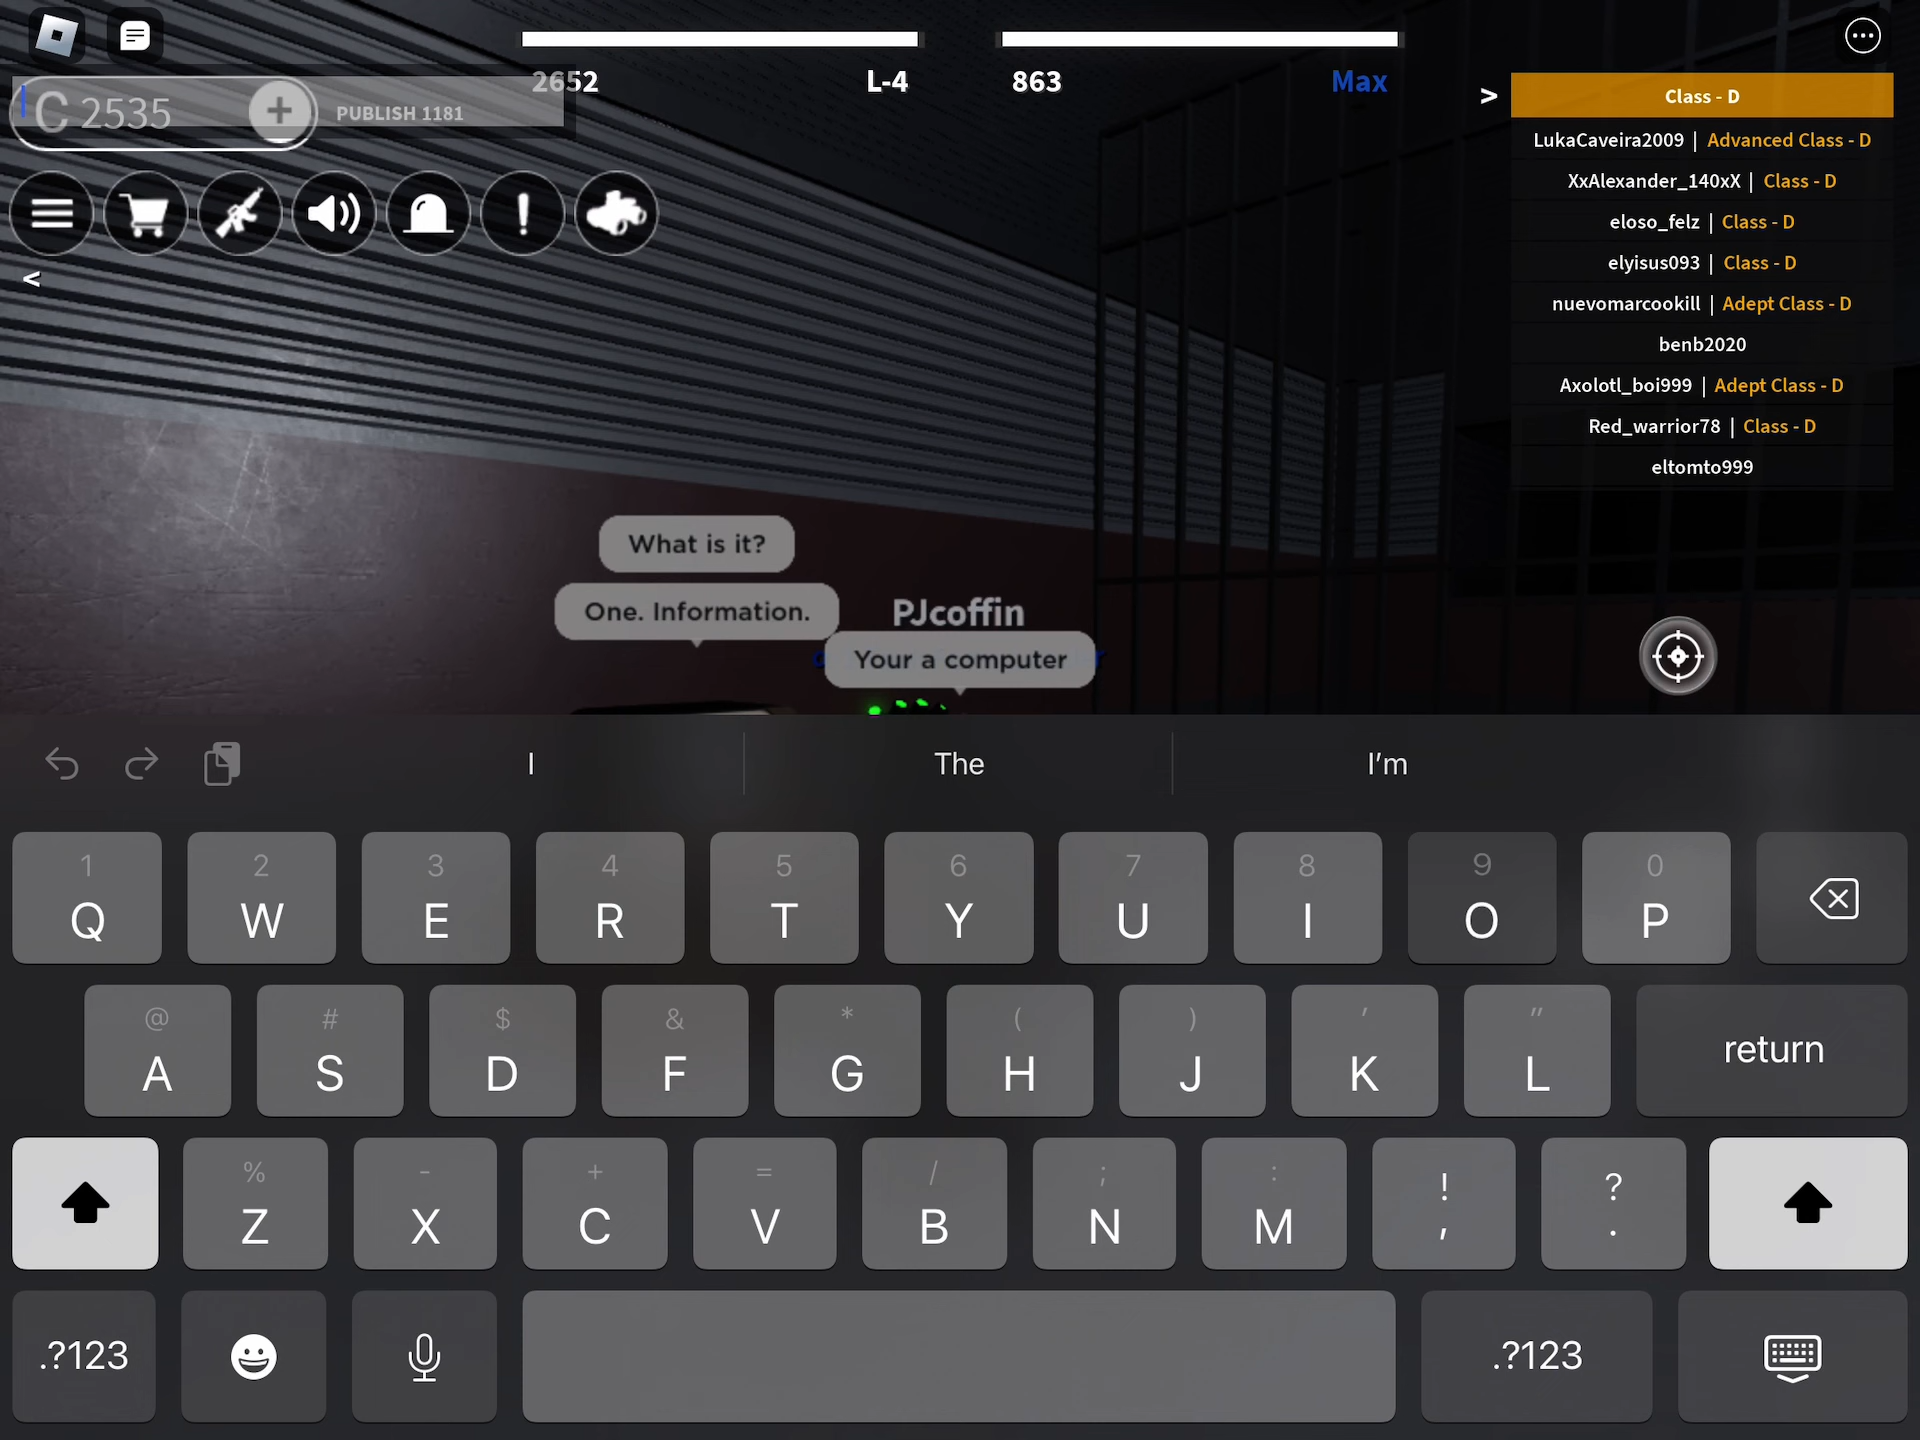 2652
L-4
863
Max
C 2535
+
PUBLISH 1181
>
Class - D
LukaCaveira2009 | Advanced Class - D
XxAlexander_140xX | Class - D
eloso_felz | Class - D
elyisus093 | Class - D
nuevomarcookill | Adept Class - D
benb2020
Axolotl_boi999 | Adept Class - D
Red_warrior78 | Class - D
eltomto999
!
<
What is it?
One. Information.
PJcoffin
Your a computer
I
The
I'm
1 2 3 4 5 6 7 8 9 0
Q W E R T Y U I O P
@ # $ & * ( ) ' "
A S D F G H J K L return
% - + = / ; : ! ?
Z X C V B N M , .
.?123
.?123